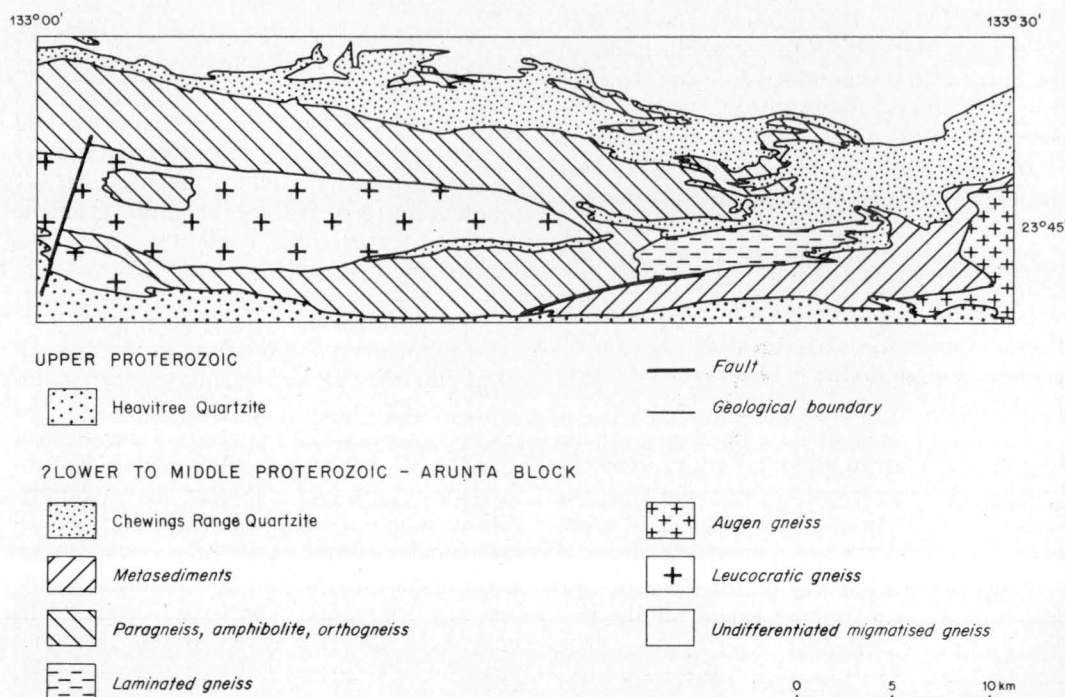 133°00'
133°30'
23°45'
UPPER PROTEROZOIC
Heavitree Quartzite
Fault
Geological boundary
?LOWER TO MIDDLE PROTEROZOIC – ARUNTA BLOCK
Chewings Range Quartzite
Metasediments
Paragneiss, amphibolite, orthogneiss
Laminated gneiss
Augen gneiss
Leucocratic gneiss
Undifferentiated migmatised gneiss
0 5 10 km